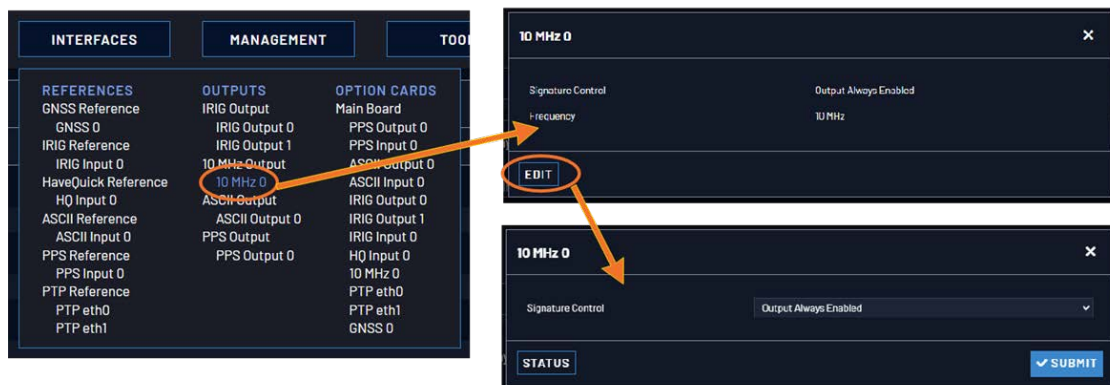 INTERFACES
MANAGEMENT
REFERENCES
GNSS Reference
GNSS 0
IRIG Reference
IRIG Input 0
HaveQuick Reference
HQ Input 0
ASCII Reference
ASCII Input 0
PPS Reference
PPS Input 0
PTP Reference
PTP eth0
PTP eth1
OUTPUTS
IRIG Output
IRIG Output 0
IRIG Output 1
10 MHz Output
10 MHz 0
ASCII Output
ASCII Output 0
PPS Output
PPS Output 0
OPTION CARDS
Main Board
PPS Output 0
PPS Input 0
ASCII Output 0
ASCII Input 0
IRIG Output 0
IRIG Output 1
IRIG Input 0
HQ Input 0
10 MHz 0
PTP eth0
PTP eth1
GNSS 0
10 MHz 0
Signature Control Output Always Enabled
Frequency 10 MHz
EDIT
10 MHz 0
Signature Control Output Always Enabled
STATUS SUBMIT